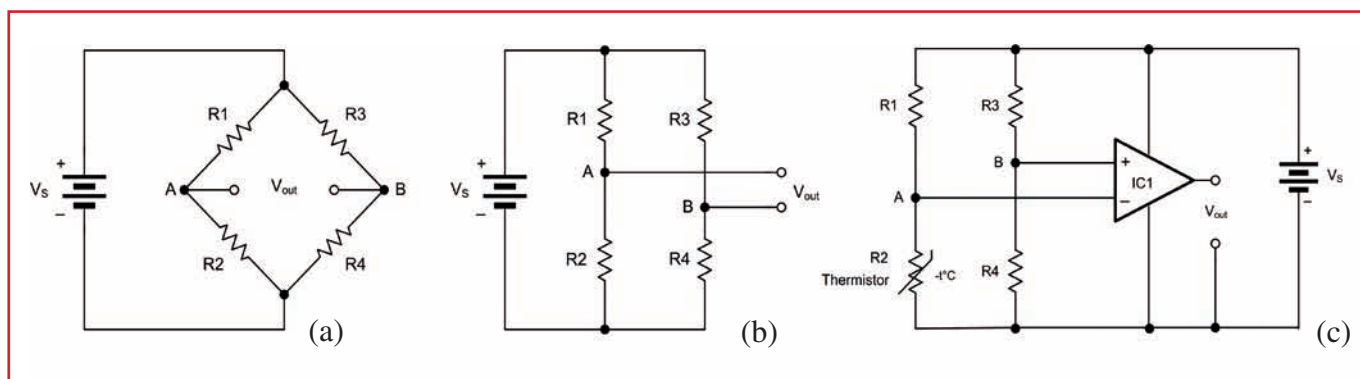 R1
R3
+
Vs
−
A
Vout
B
R2
R4
(a)
R1
R3
+
A
Vs
Vout
−
B
R2
R4
(b)
R1
R3
B
+
+
IC1
Vs
A
−
−
Vout
R2
Thermistor
-t°C
R4
(c)